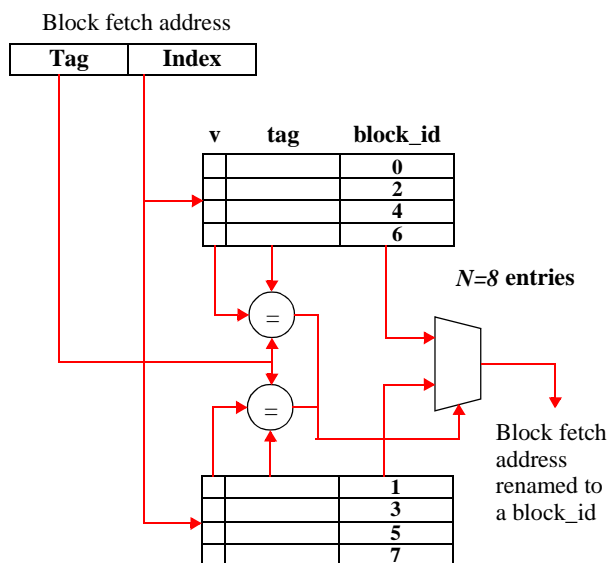 Block fetch address
Tag Index
v tag block_id
0
2
4
6
N=8 entries
=
=
Block fetch
address
renamed to
a block_id
1
3
5
7